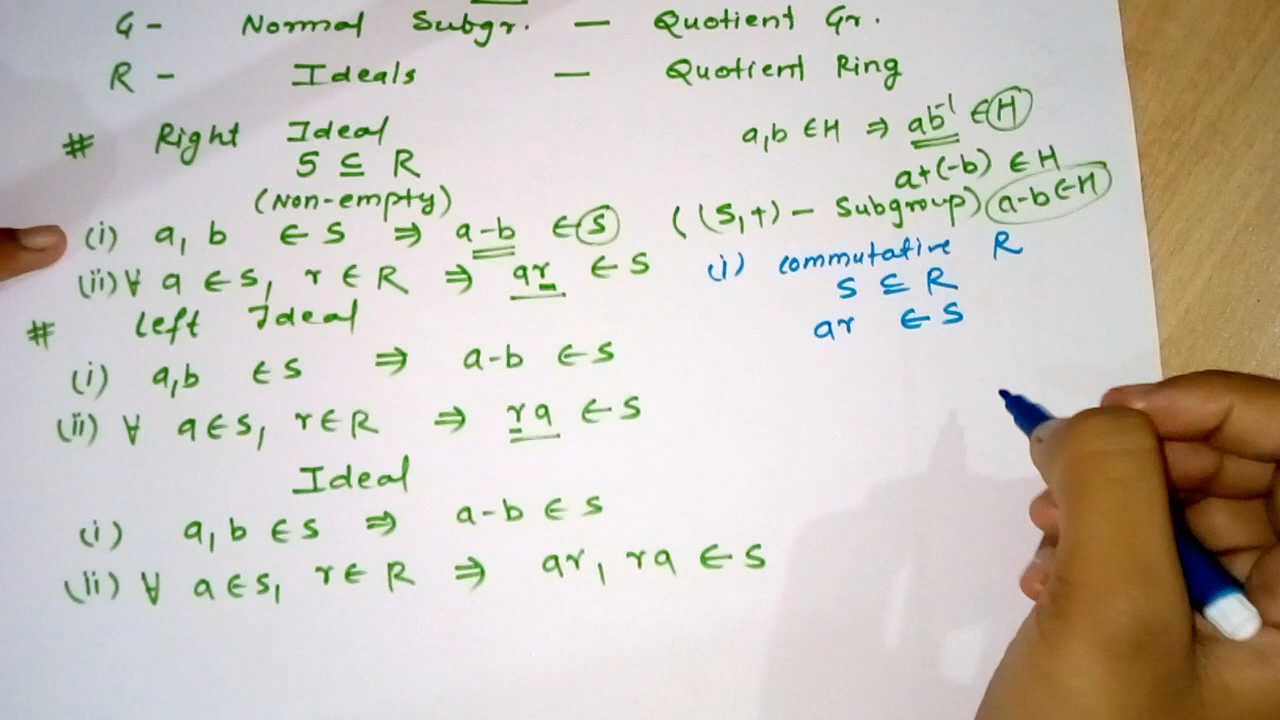 G - Normal Subgr. — Quotient Gr.
R - Ideals — Quotient Ring
# Right Ideal
S ⊆ R
(Non-empty)
(i) a, b ∈ S ⇒ a-b ∈ S
(ii) ∀ a ∈ S, r ∈ R ⇒ ar ∈ S
a,b ∈ H ⇒ ab⁻¹ ∈ H
a+(-b) ∈ H
((S,+) - Subgroup) a-b ∈ H
(i) commutative R
S ⊆ R
ar ∈ S
# Left Ideal
(i) a,b ∈ S ⇒ a-b ∈ S
(ii) ∀ a ∈ S, r ∈ R ⇒ ra ∈ S
Ideal
(i) a, b ∈ S ⇒ a-b ∈ S
(ii) ∀ a ∈ S, r ∈ R ⇒ ar, ra ∈ S